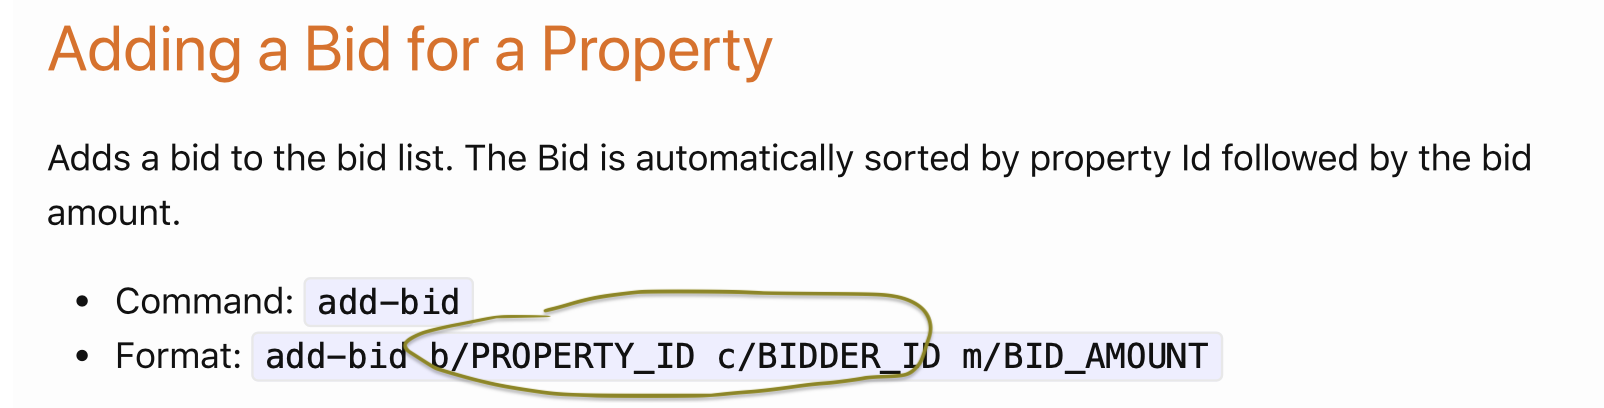 Adding a Bid for a Property
Adds a bid to the bid list. The Bid is automatically sorted by property Id followed by the bid
amount.
• Command: add-bid
• Format: add-bid b/PROPERTY_ID c/BIDDER_ID m/BID_AMOUNT